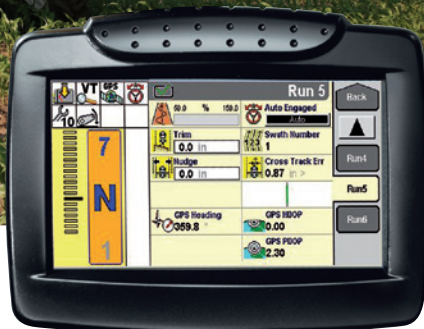 Run 5
Back
VT GPS
50.0 % 150.0
Auto Engaged
Auto
10
Trim
0.0 in
Swath Number
123 1
7
Nudge
0.0 in
Cross Track Err
0.87 in >
Run4
N
Run5
GPS Heading
359.8 °
GPS HDOP
0.00
Run6
1
GPS PDOP
2.30